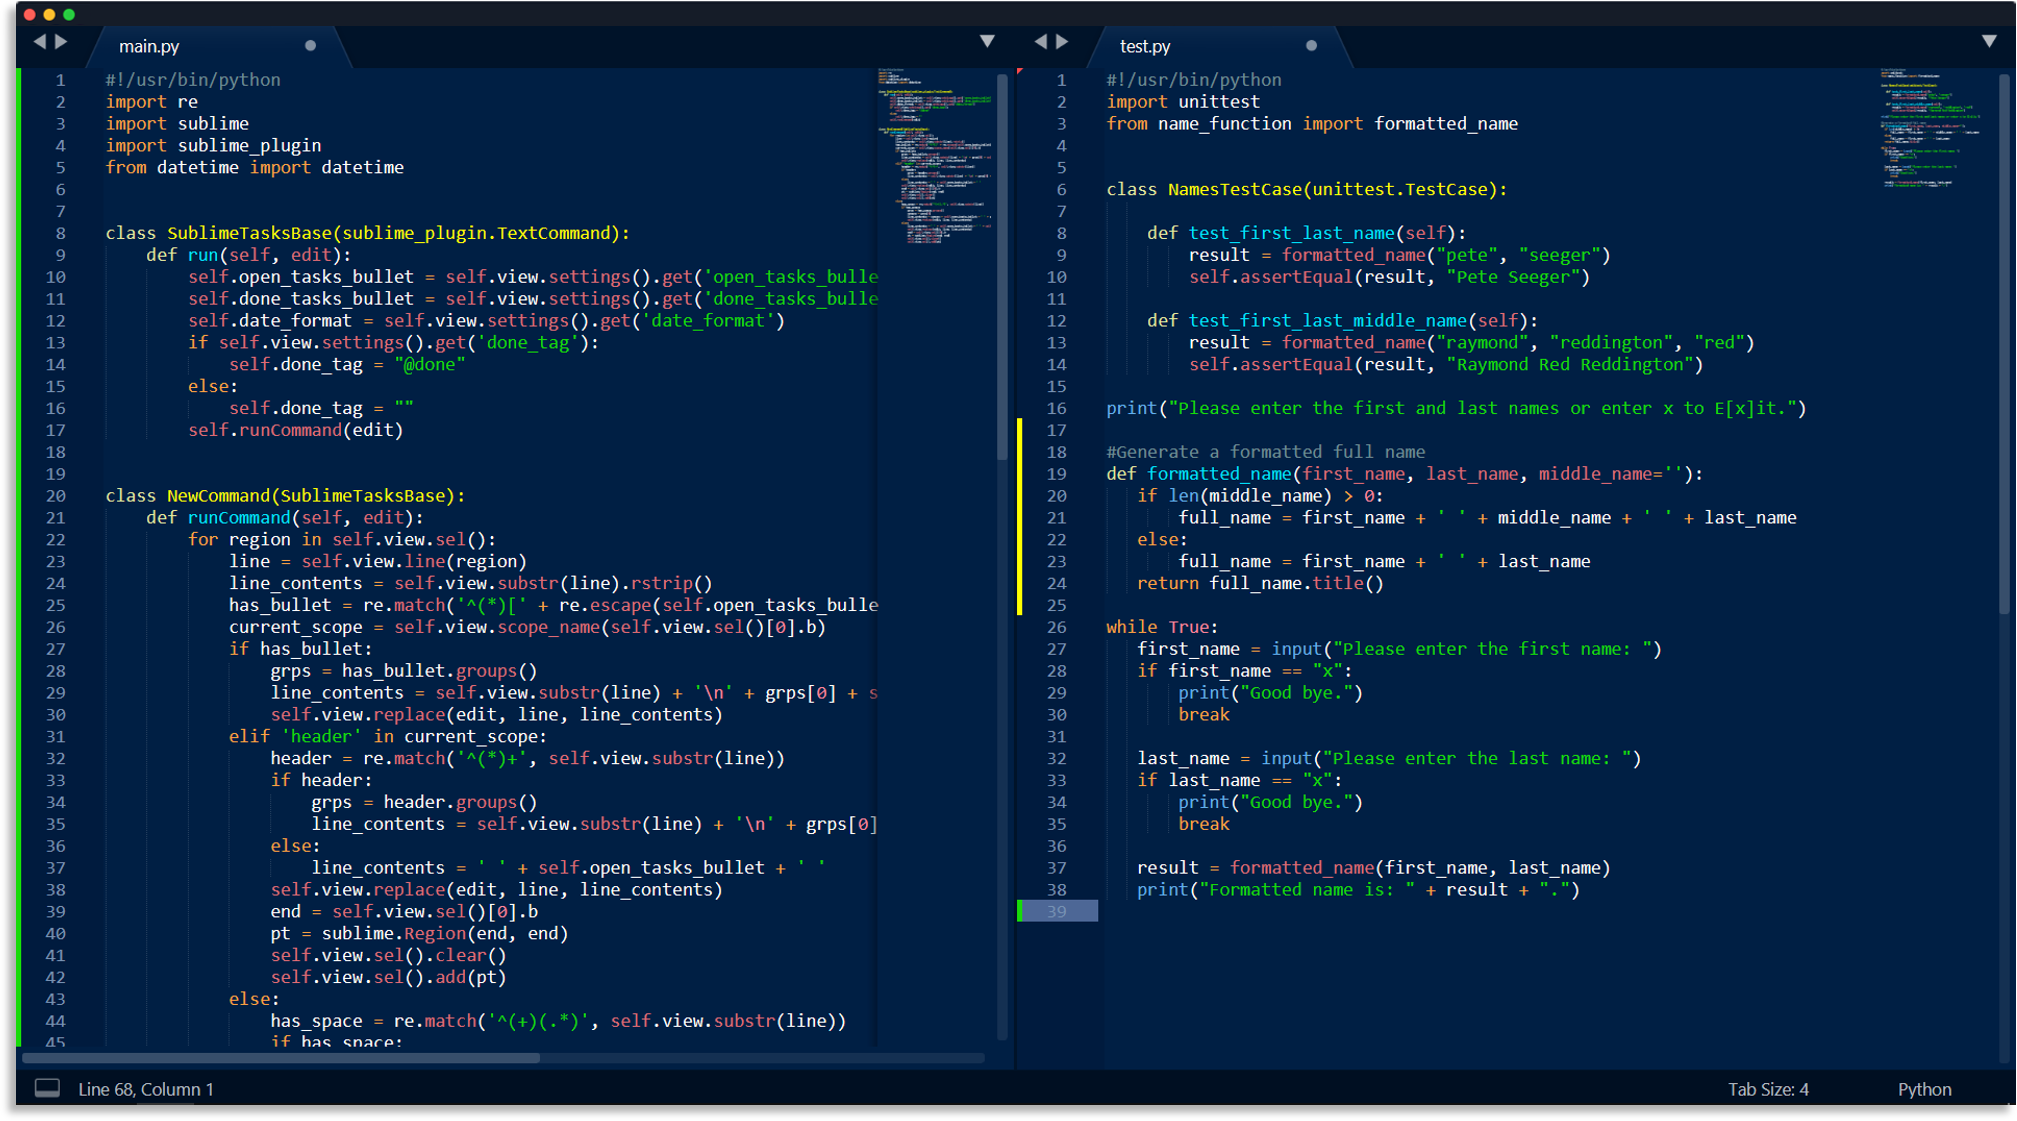 main.py
1 #!/usr/bin/python
2 import re
3 import sublime
4 import sublime_plugin
5 from datetime import datetime
6
7
8 class SublimeTasksBase(sublime_plugin.TextCommand):
9 def run(self, edit):
10 self.open_tasks_bullet = self.view.settings().get('open_tasks_bulle
11 self.done_tasks_bullet = self.view.settings().get('done_tasks_bulle
12 self.date_format = self.view.settings().get('date_format')
13 if self.view.settings().get('done_tag'):
14 self.done_tag = "@done"
15 else:
16 self.done_tag = ""
17 self.runCommand(edit)
18
19
20 class NewCommand(SublimeTasksBase):
21 def runCommand(self, edit):
22 for region in self.view.sel():
23 line = self.view.line(region)
24 line_contents = self.view.substr(line).rstrip()
25 has_bullet = re.match('^(*)[' + re.escape(self.open_tasks_bulle
26 current_scope = self.view.scope_name(self.view.sel()[0].b)
27 if has_bullet:
28 grps = has_bullet.groups()
29 line_contents = self.view.substr(line) + '\n' + grps[0] + s
30 self.view.replace(edit, line, line_contents)
31 elif 'header' in current_scope:
32 header = re.match('^(*)+', self.view.substr(line))
33 if header:
34 grps = header.groups()
35 line_contents = self.view.substr(line) + '\n' + grps[0]
36 else:
37 line_contents = ' ' + self.open_tasks_bullet + ' '
38 self.view.replace(edit, line, line_contents)
39 end = self.view.sel()[0].b
40 pt = sublime.Region(end, end)
41 self.view.sel().clear()
42 self.view.sel().add(pt)
43 else:
44 has_space = re.match('^(+)(.*)', self.view.substr(line))
45 if has_space:
test.py
1 #!/usr/bin/python
2 import unittest
3 from name_function import formatted_name
4
5
6 class NamesTestCase(unittest.TestCase):
7
8 def test_first_last_name(self):
9 result = formatted_name("pete", "seeger")
10 self.assertEqual(result, "Pete Seeger")
11
12 def test_first_last_middle_name(self):
13 result = formatted_name("raymond", "reddington", "red")
14 self.assertEqual(result, "Raymond Red Reddington")
15
16 print("Please enter the first and last names or enter x to E[x]it.")
17
18 #Generate a formatted full name
19 def formatted_name(first_name, last_name, middle_name=''):
20 if len(middle_name) > 0:
21 full_name = first_name + ' ' + middle_name + ' ' + last_name
22 else:
23 full_name = first_name + ' ' + last_name
24 return full_name.title()
25
26 while True:
27 first_name = input("Please enter the first name: ")
28 if first_name == "x":
29 print("Good bye.")
30 break
31
32 last_name = input("Please enter the last name: ")
33 if last_name == "x":
34 print("Good bye.")
35 break
36
37 result = formatted_name(first_name, last_name)
38 print("Formatted name is: " + result + ".")
39
Line 68, Column 1
Tab Size: 4
Python